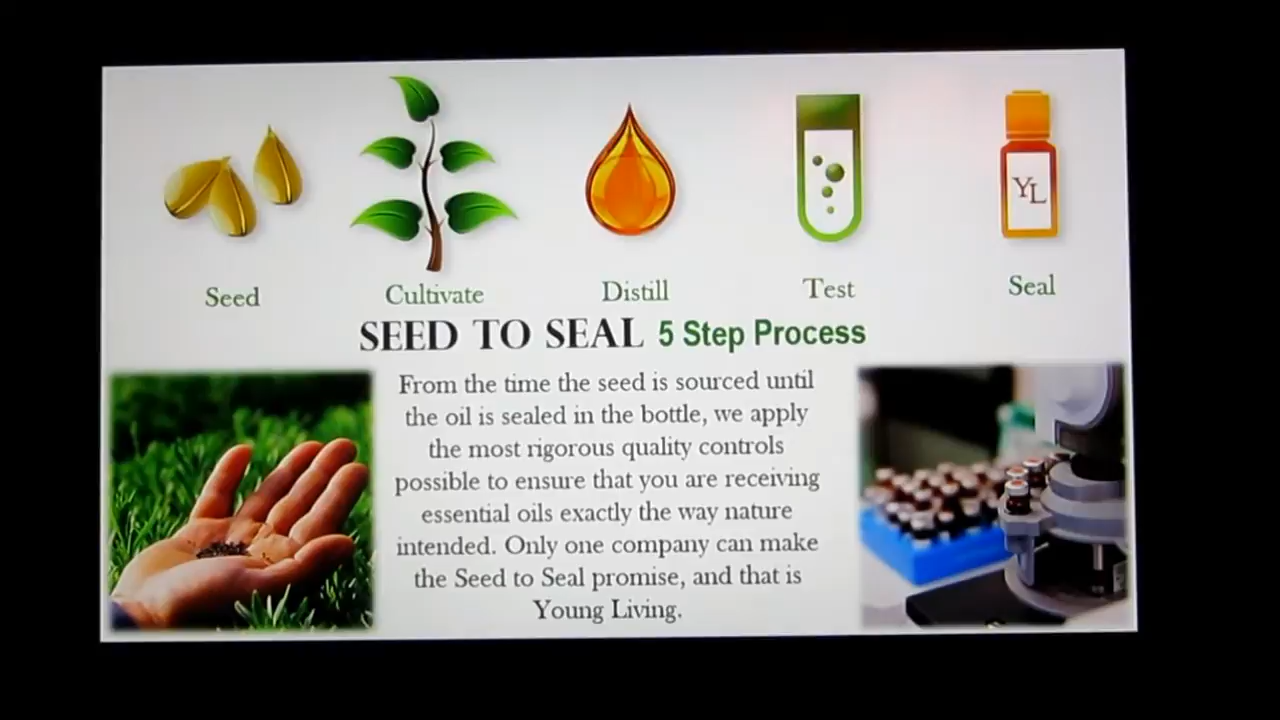 YL
Seed
Cultivate
Distill
Test
Seal
SEED TO SEAL 5 Step Process
From the time the seed is sourced until
the oil is sealed in the bottle, we apply
the most rigorous quality controls
possible to ensure that you are receiving
essential oils exactly the way nature
intended. Only one company can make
the Seed to Seal promise, and that is
Young Living.